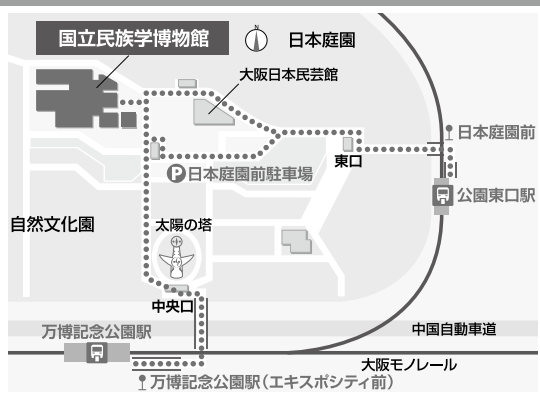 国立民族学博物館
N
日本庭園
大阪日本民芸館
日本庭園前
東口
P日本庭園前駐車場
公園東口駅
自然文化園
太陽の塔
中央口
万博記念公園駅
中国自動車道
大阪モノレール
万博記念公園駅(エキスポシティ前)